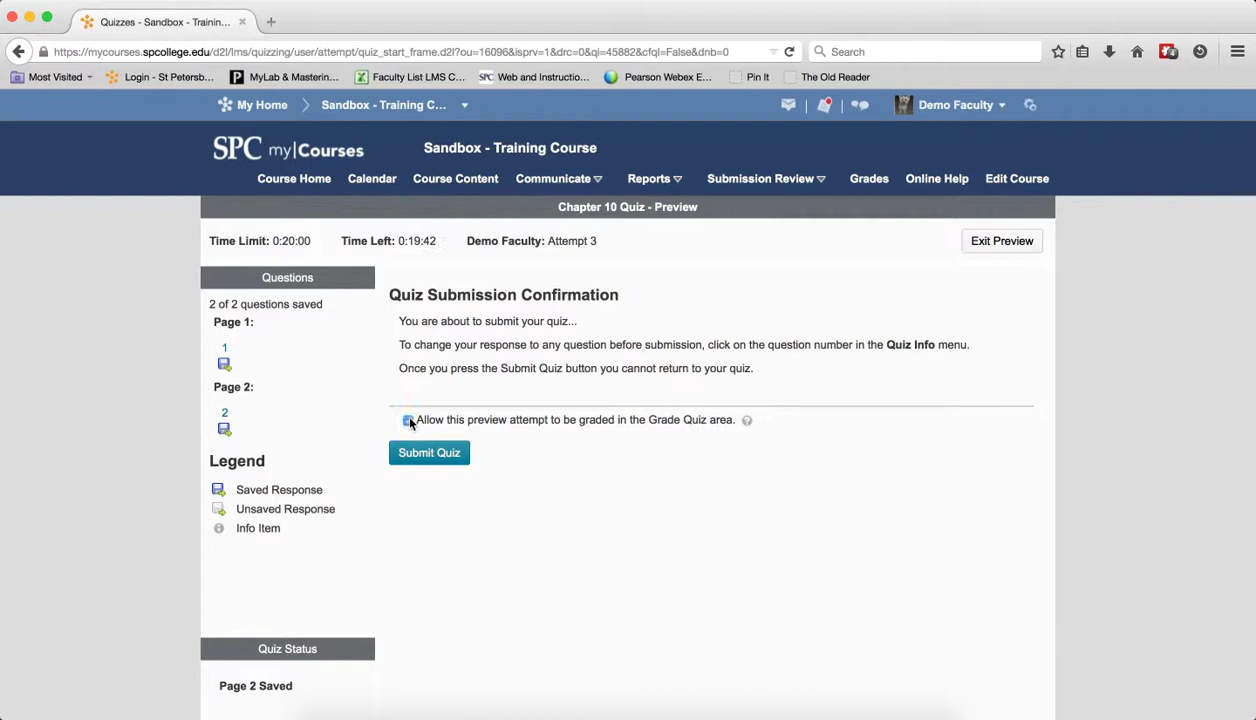 Quizzes - Sandbox - Trainin...
https://mycourses.spcollege.edu/d2l/lms/quizzing/user/attempt/quiz_start_frame.d2l?ou=16096&isprv=1&drc=0&qi=45882&cfql=False&dnb=0
Search
Most Visited
Login - St Petersb...
MyLab & Masterin...
Faculty List LMS C...
SPC Web and Instructio...
Pearson Webex E...
Pin It
The Old Reader
My Home
Sandbox - Training C...
Demo Faculty
SPC my|Courses
Sandbox - Training Course
Course Home Calendar Course Content Communicate Reports Submission Review Grades Online Help Edit Course
Chapter 10 Quiz - Preview
Time Limit: 0:20:00 Time Left: 0:19:42 Demo Faculty: Attempt 3
Exit Preview
Questions
2 of 2 questions saved
Page 1:
1
Page 2:
2
Legend
Saved Response
Unsaved Response
Info Item
Quiz Status
Page 2 Saved
Quiz Submission Confirmation
You are about to submit your quiz...
To change your response to any question before submission, click on the question number in the Quiz Info menu.
Once you press the Submit Quiz button you cannot return to your quiz.
Allow this preview attempt to be graded in the Grade Quiz area.
Submit Quiz